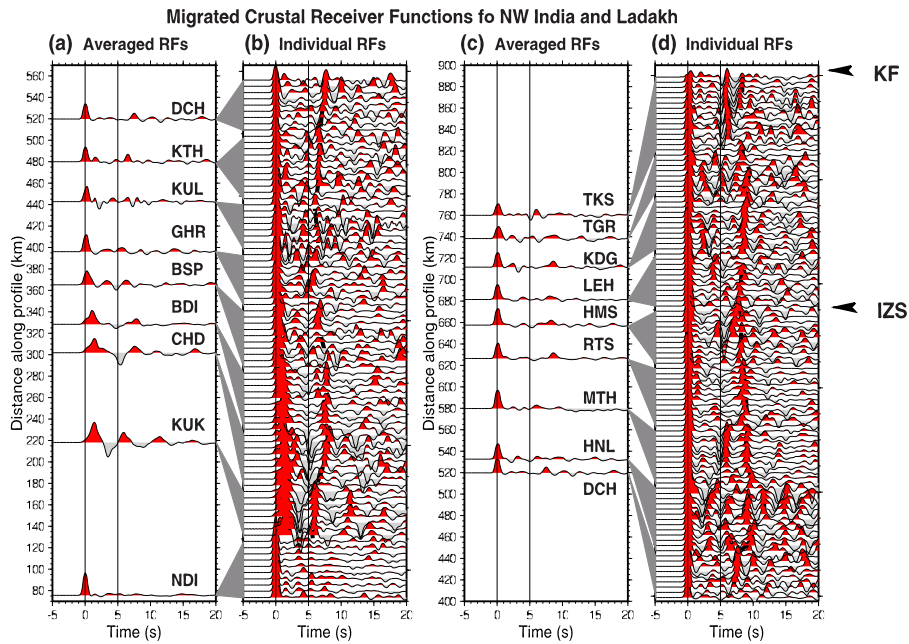 Migrated Crustal Receiver Functions fo NW India and Ladakh
(a) Averaged RFs
(b) Individual RFs
(c) Averaged RFs
(d) Individual RFs
Distance along profile (km)
560
540
520
500
480
460
440
420
400
380
360
340
320
300
280
260
240
220
200
180
160
140
120
100
80
DCH
KTH
KUL
GHR
BSP
BDI
CHD
KUK
NDI
-5 0 5 10 15 20
Time (s)
-5 0 5 10 15 20
Time (s)
Distance along profile (km)
900
880
860
840
820
800
780
760
740
720
700
680
660
640
620
600
580
560
540
520
500
480
460
440
420
400
TKS
TGR
KDG
LEH
HMS
RTS
MTH
HNL
DCH
-5 0 5 10 15 20
Time (s)
-5 0 5 10 15 20
Time (s)
KF
IZS